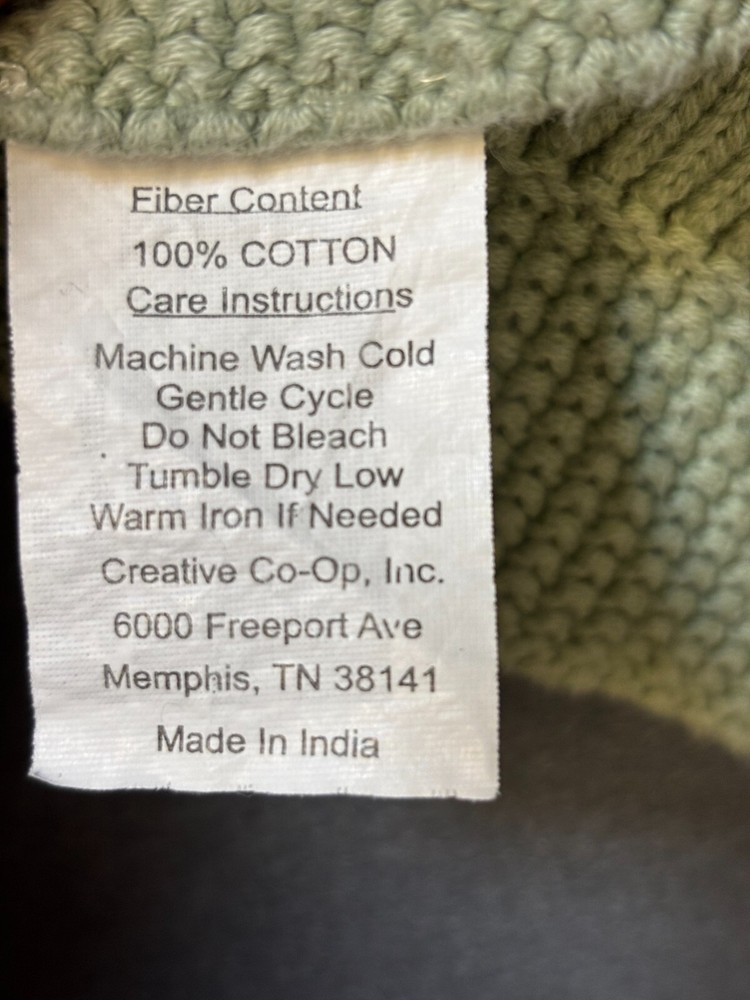 Fiber Content
100% COTTON
Care Instructions
Machine Wash Cold
Gentle Cycle
Do Not Bleach
Tumble Dry Low
Warm Iron If Needed
Creative Co-Op, Inc.
6000 Freeport Ave
Memphis, TN 38141
Made In India